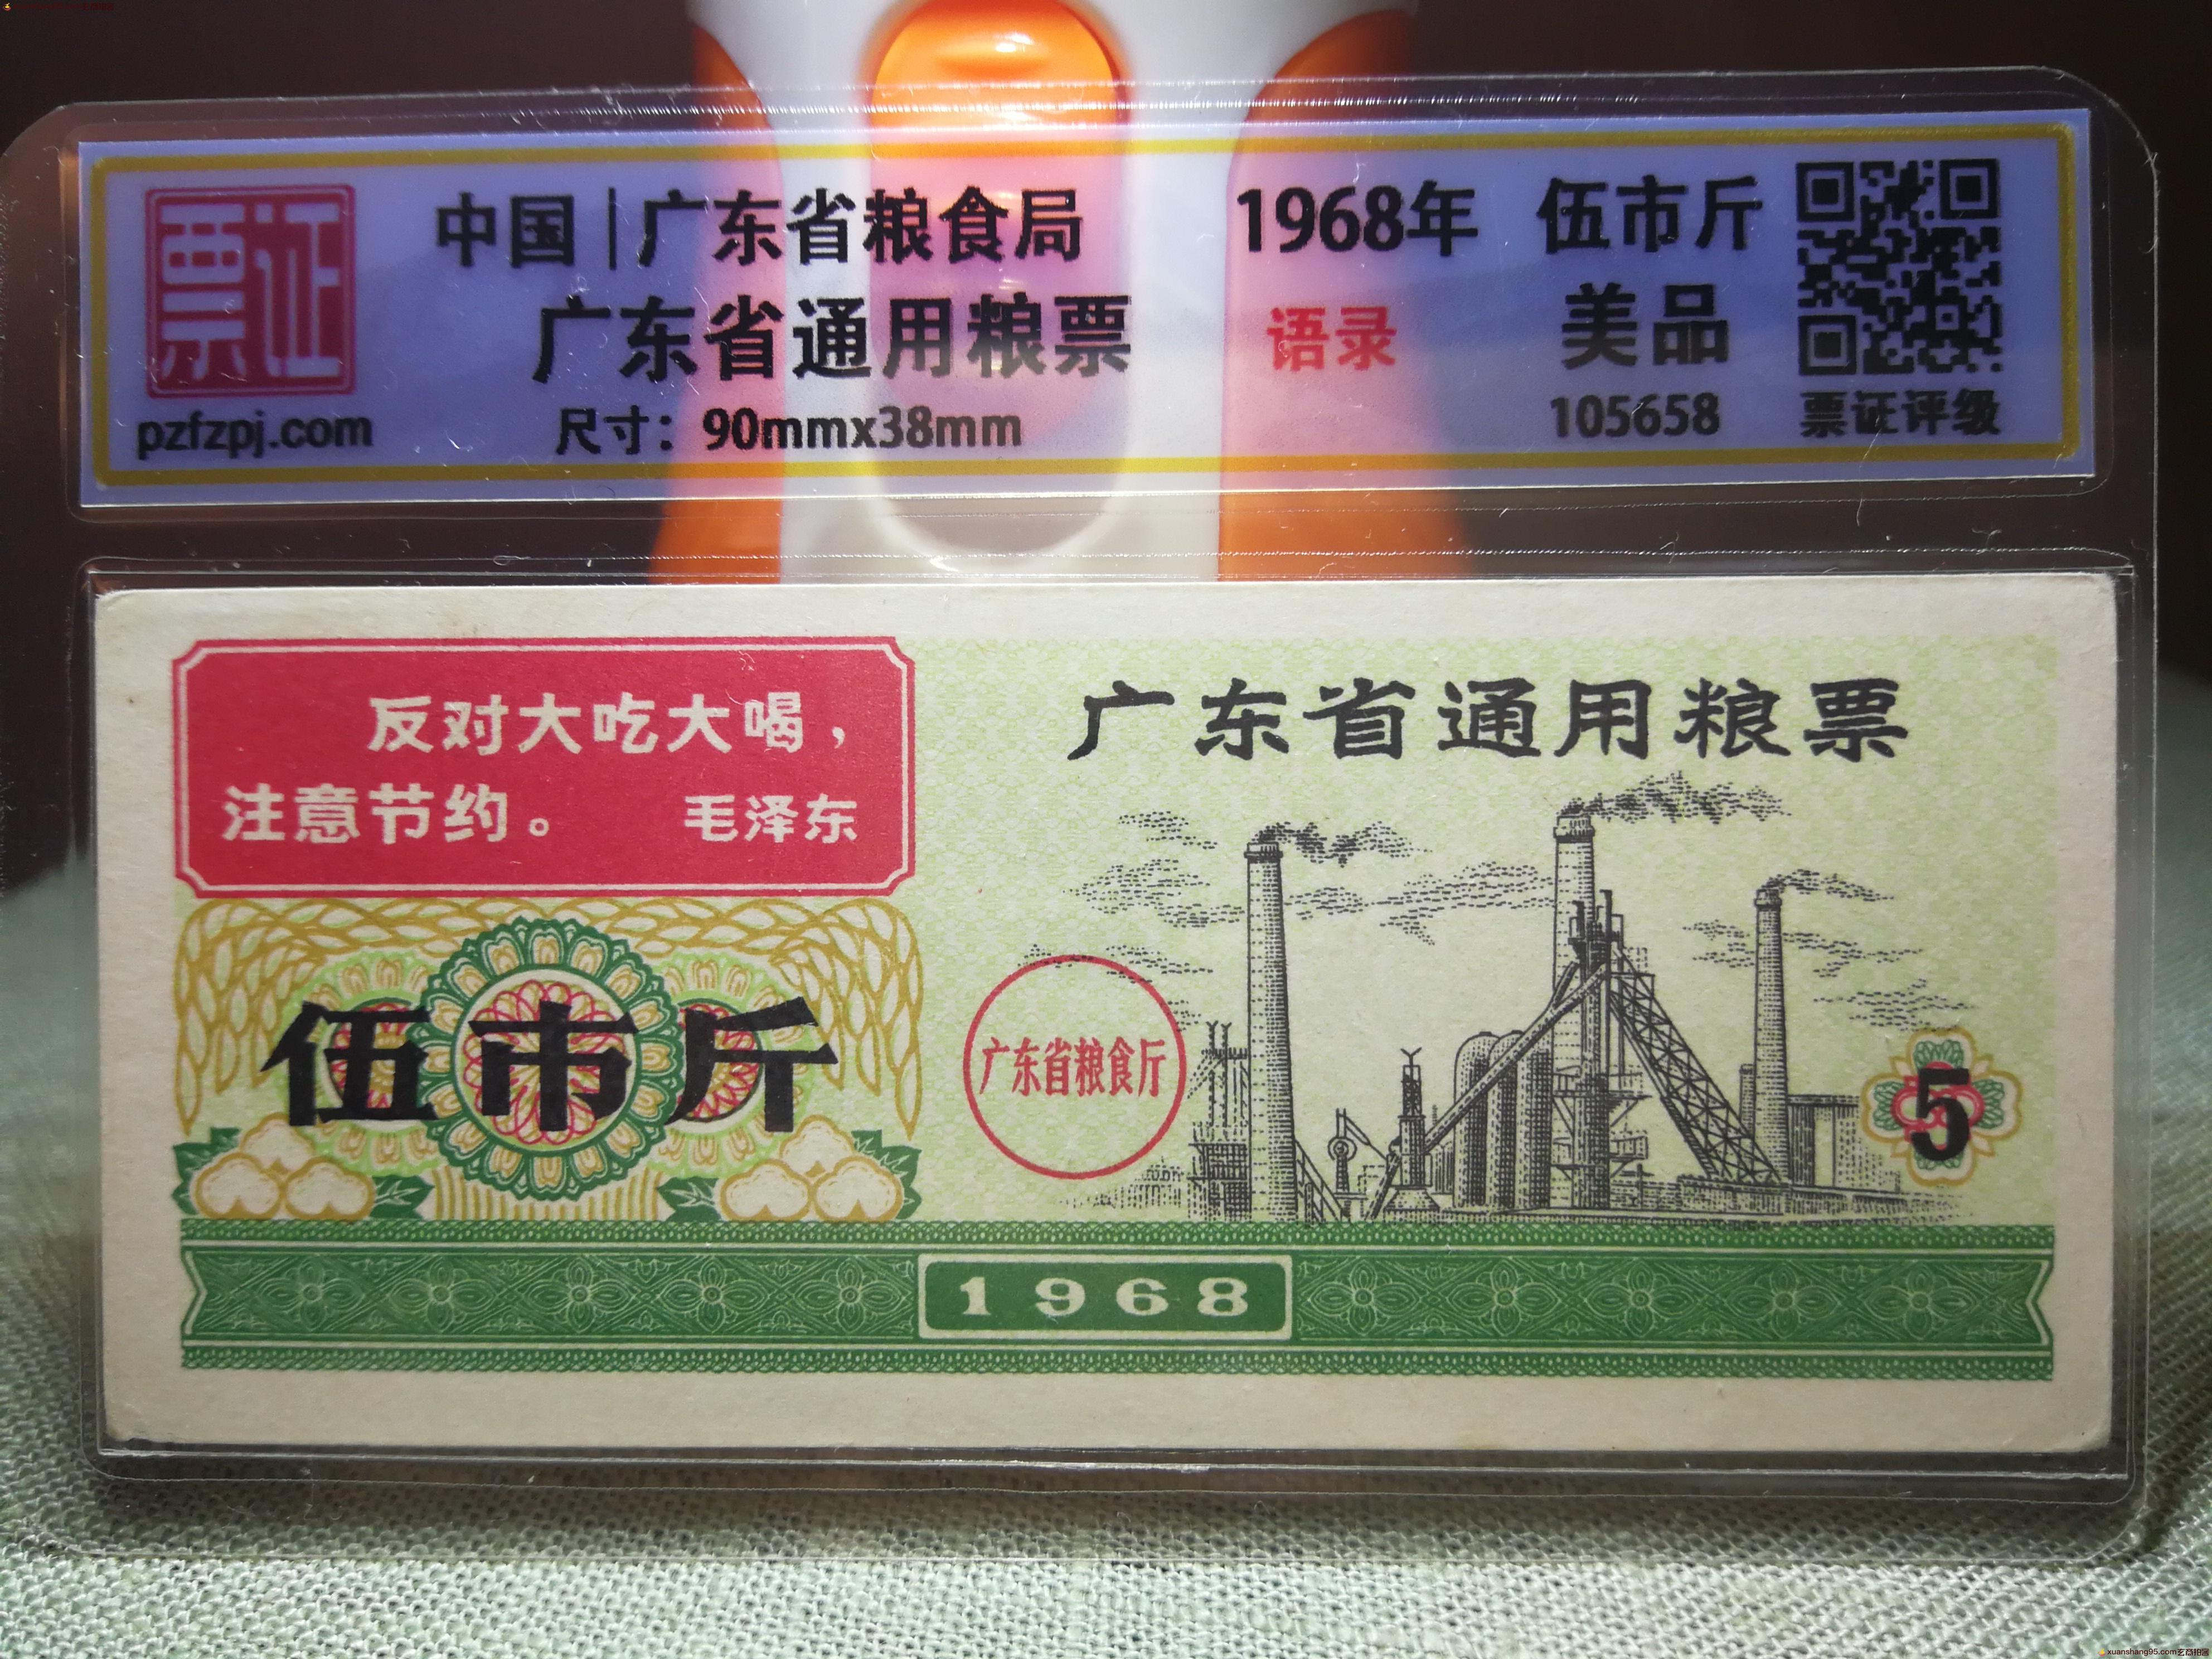 中国|广东省粮食局 1968年 伍市斤
票证 广东省通用粮票 语录 美品
pzfzpj.com 尺寸：90mmx38mm 105658 票证评级
反对大吃大喝，
注意节约。 毛泽东
广东省通用粮票
伍市斤
广东省粮食厅
5
1968